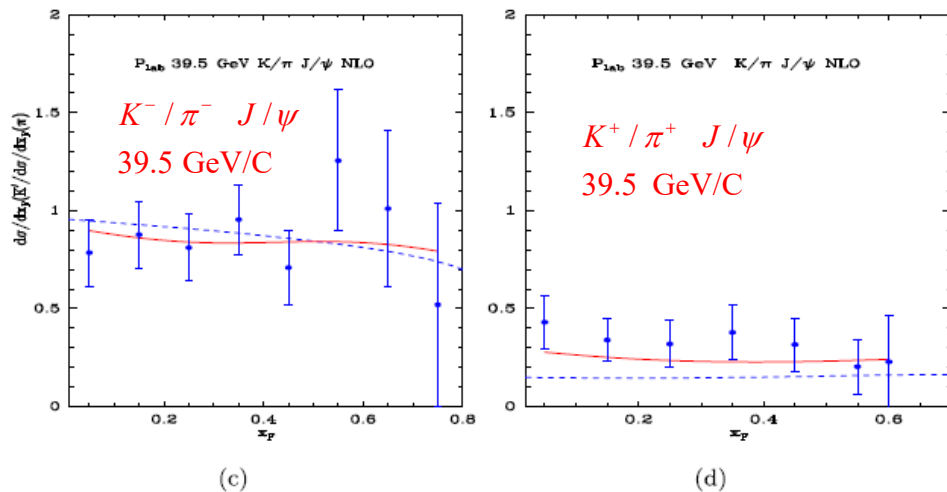 2
P_lab 39.5 GeV K/π J/ψ NLO
K⁻ / π⁻ J / ψ
39.5 GeV/C
1.5
1
0.5
0
0.2
0.4
0.6
0.8
x_F
(c)
2
P_lab 39.5 GeV K/π J/ψ NLO
K⁺ / π⁺ J / ψ
39.5 GeV/C
1.5
1
0.5
0
0.2
0.4
0.6
x_F
(d)